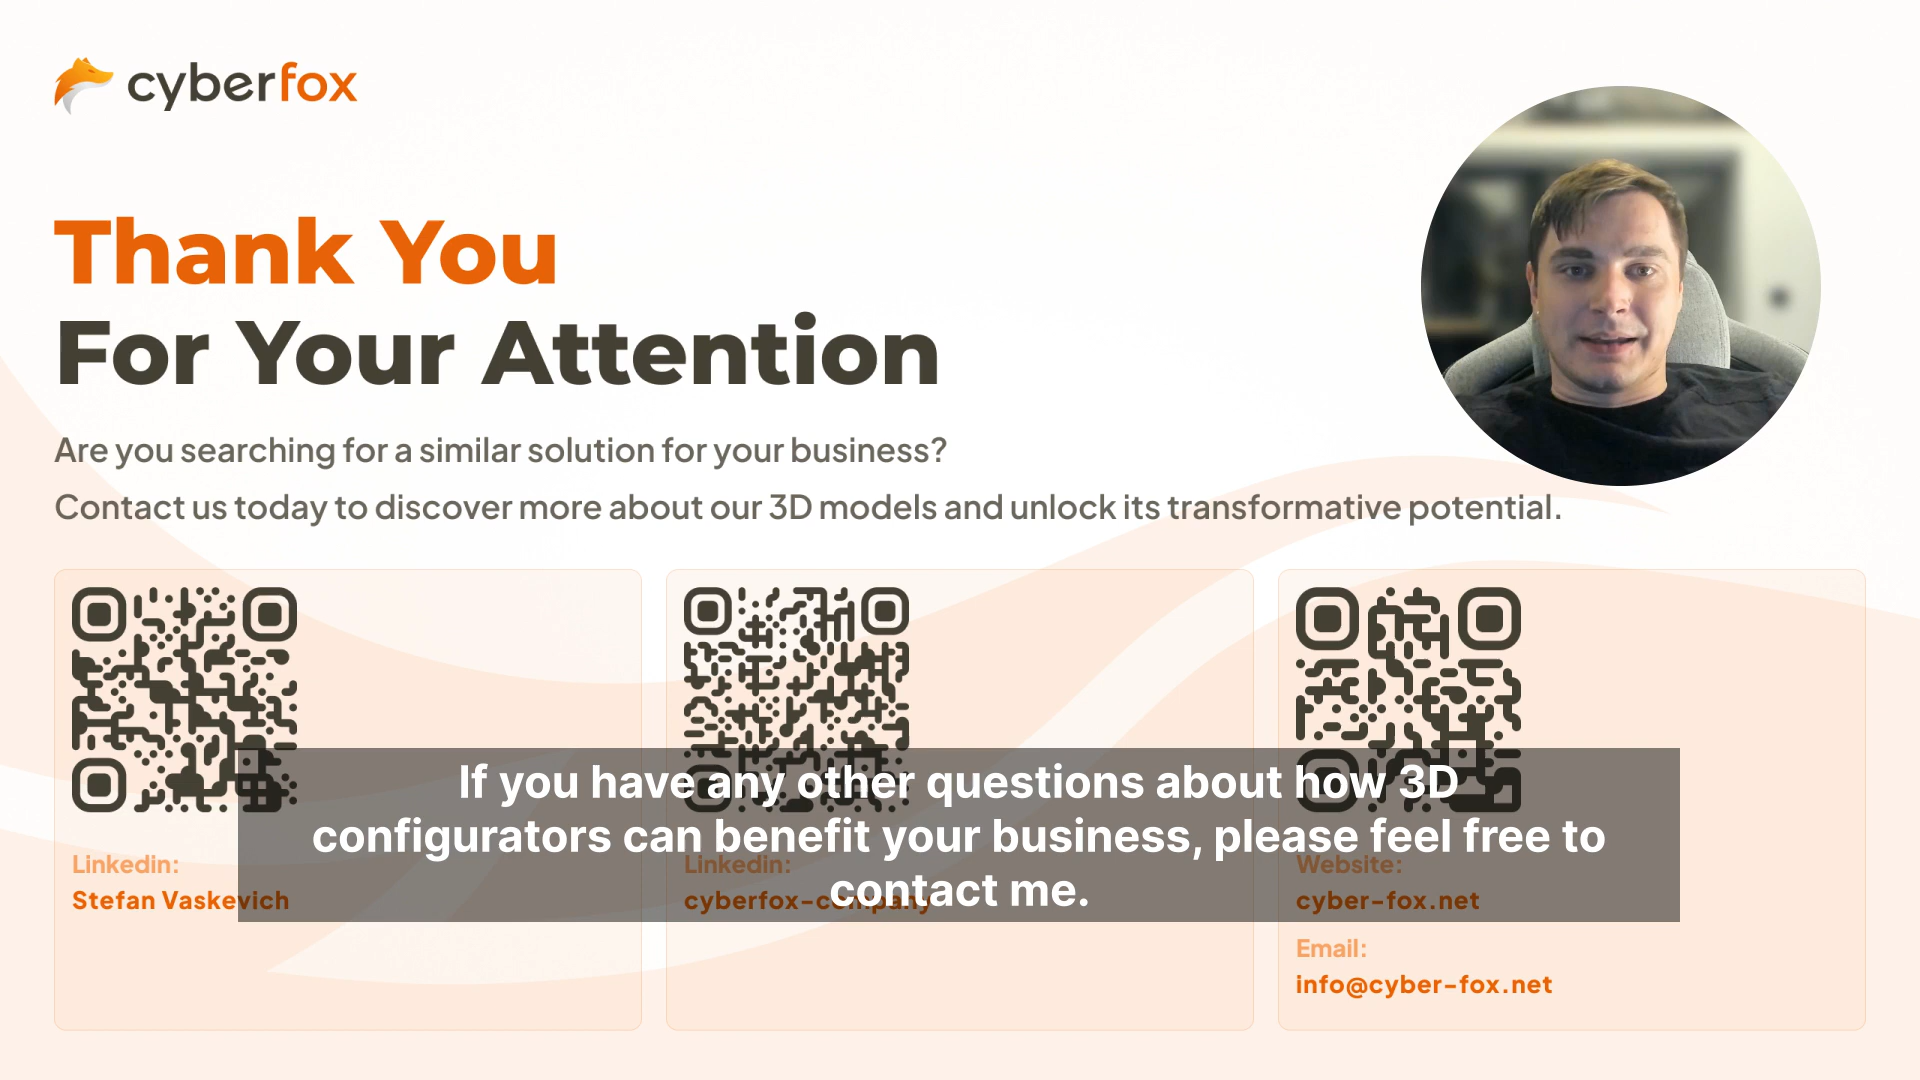 cyberfox
Thank You
For Your Attention
Are you searching for a similar solution for your business?
Contact us today to discover more about our 3D models and unlock its transformative potential.
If you have any other questions about how 3D
configurators can benefit your business, please feel free to
contact me.
Linkedin:
Stefan Vaskevich
Linkedin:
cyberfox-company
Website:
cyber-fox.net
Email:
info@cyber-fox.net